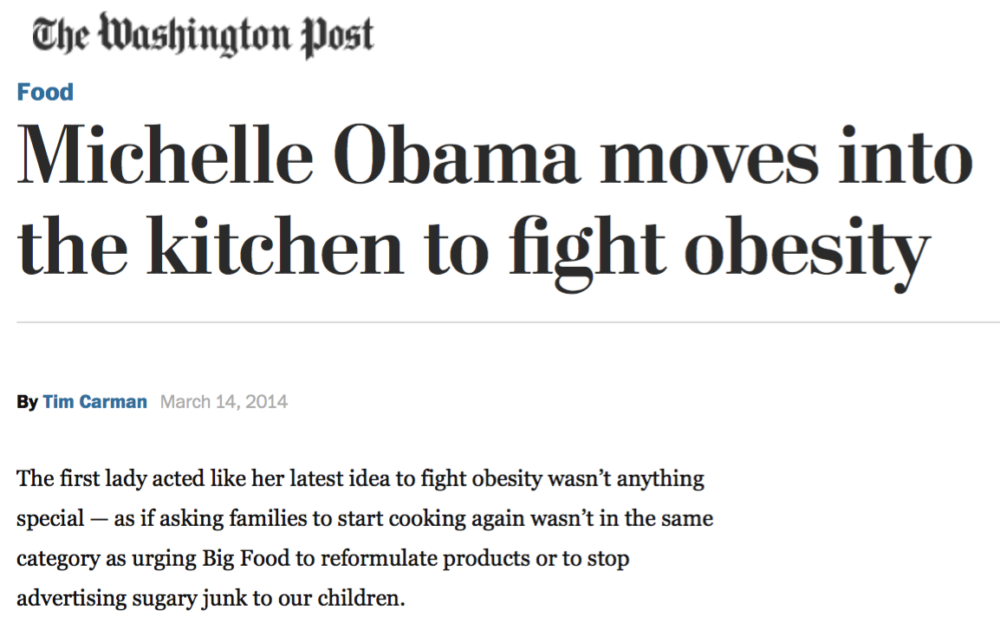 The Washington Post
Food
Michelle Obama moves into
the kitchen to fight obesity
By Tim Carman March 14, 2014
The first lady acted like her latest idea to fight obesity wasn’t anything
special — as if asking families to start cooking again wasn’t in the same
category as urging Big Food to reformulate products or to stop
advertising sugary junk to our children.